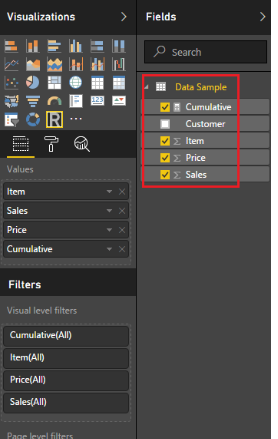 Visualizations
Fields
Search
Data Sample
Cumulative
Customer
Item
Price
Sales
123
R
Values
Item
Sales
Price
Cumulative
Filters
Visual level filters
Cumulative(All)
Item(All)
Price(All)
Sales(All)
Page level filters